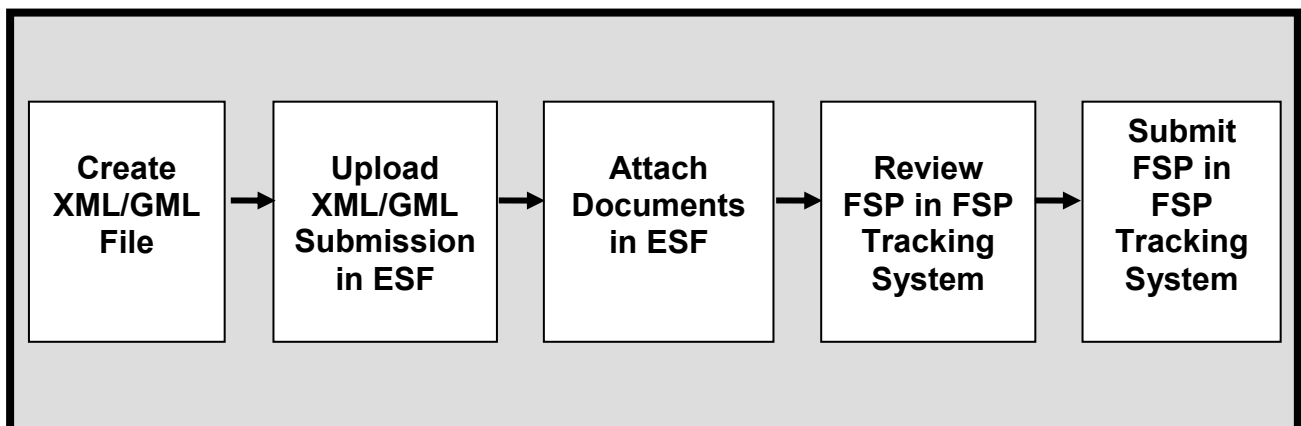 Create
XML/GML
File
Upload
XML/GML
Submission
in ESF
Attach
Documents
in ESF
Review
FSP in FSP
Tracking
System
Submit
FSP in
FSP
Tracking
System